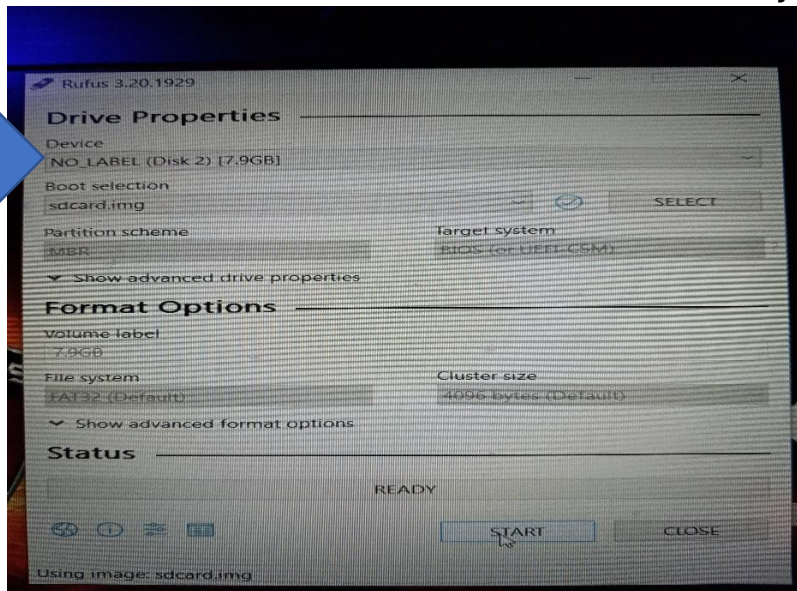 Rufus 3.20.1929
Drive Properties
Device
NO_LABEL (Disk 2) [7.9GB]
Boot selection
sdcard.img
SELECT
Partition scheme
Target system
MBR
BIOS (or UEFI-CSM)
?
Show advanced drive properties
Format Options
Volume label
7.9GB
File system
Cluster size
FAT32 (Default)
4096 bytes (Default)
Show advanced format options
Status
READY
START
CLOSE
Using image: sdcard.img